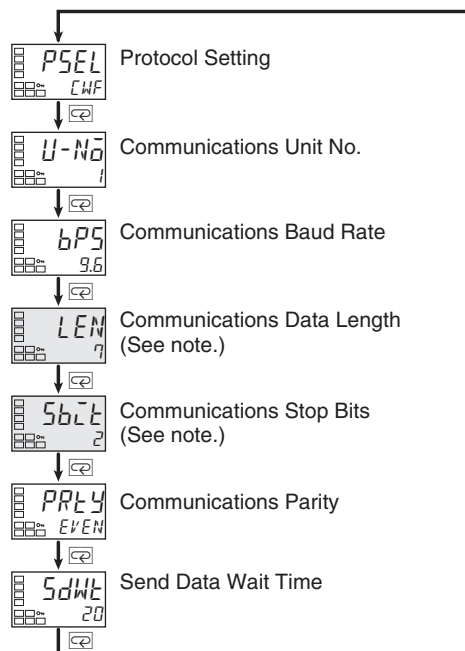 PSEL
CWF
Protocol Setting
U-No
1
Communications Unit No.
bPS
9.6
Communications Baud Rate
LEN
7
Communications Data Length
(See note.)
Sbit
2
Communications Stop Bits
(See note.)
PRtY
EVEN
Communications Parity
SdWt
20
Send Data Wait Time